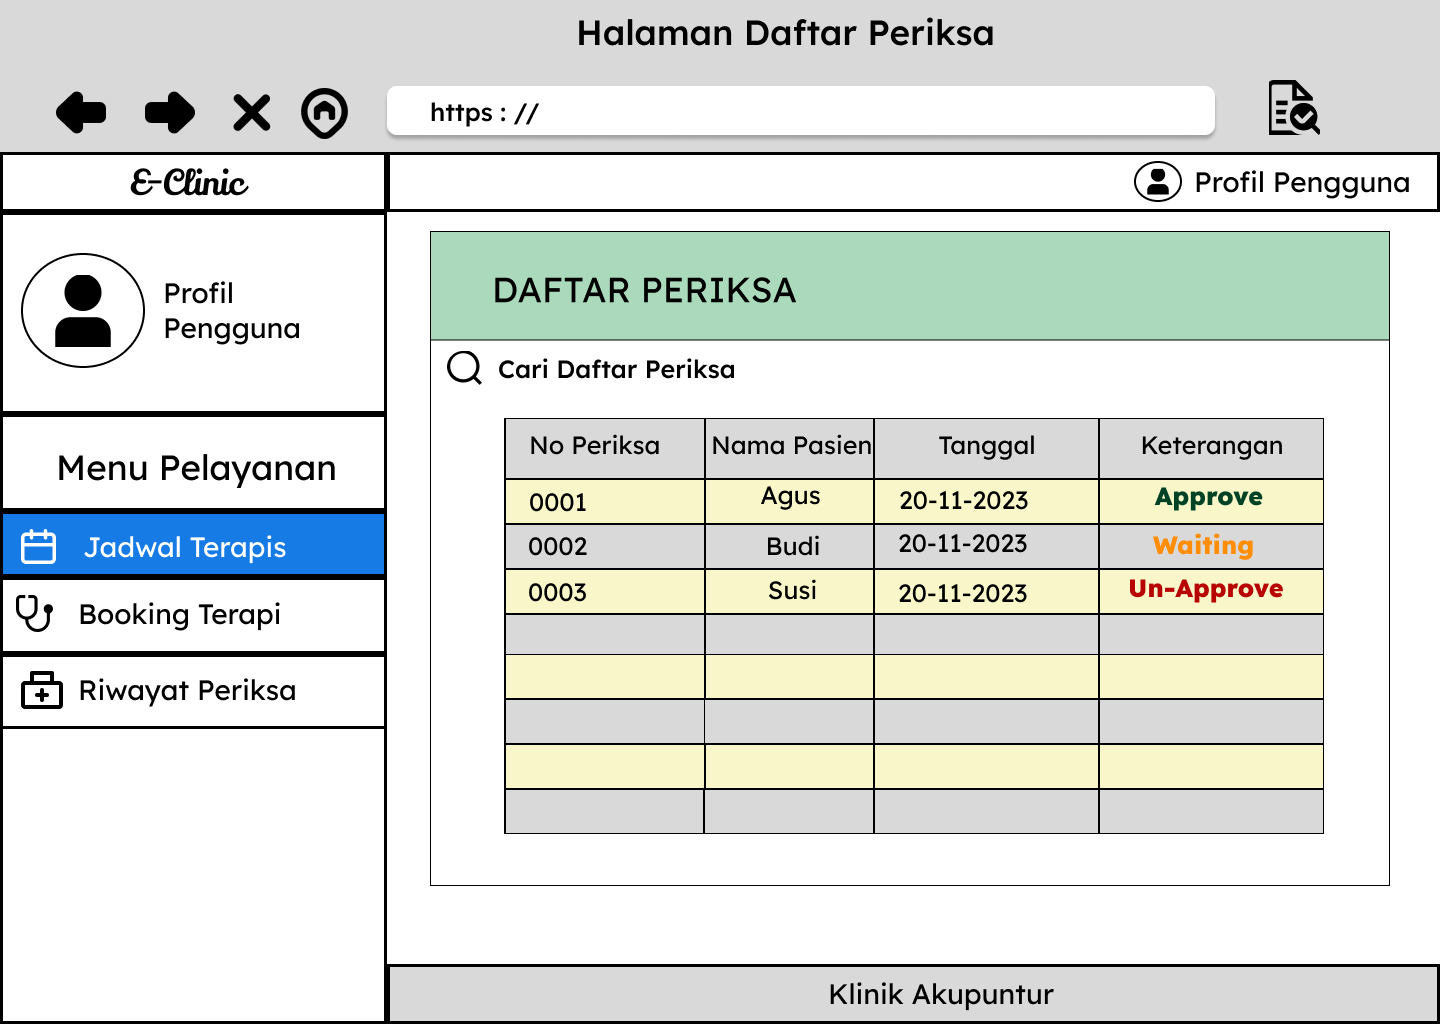 Halaman Daftar Periksa
https : //
E-Clinic
Profil Pengguna
Profil
Pengguna
Menu Pelayanan
Jadwal Terapis
Booking Terapi
Riwayat Periksa
DAFTAR PERIKSA
Cari Daftar Periksa
No Periksa Nama Pasien Tanggal Keterangan
0001 Agus 20-11-2023 Approve
0002 Budi 20-11-2023 Waiting
0003 Susi 20-11-2023 Un-Approve
Klinik Akupuntur